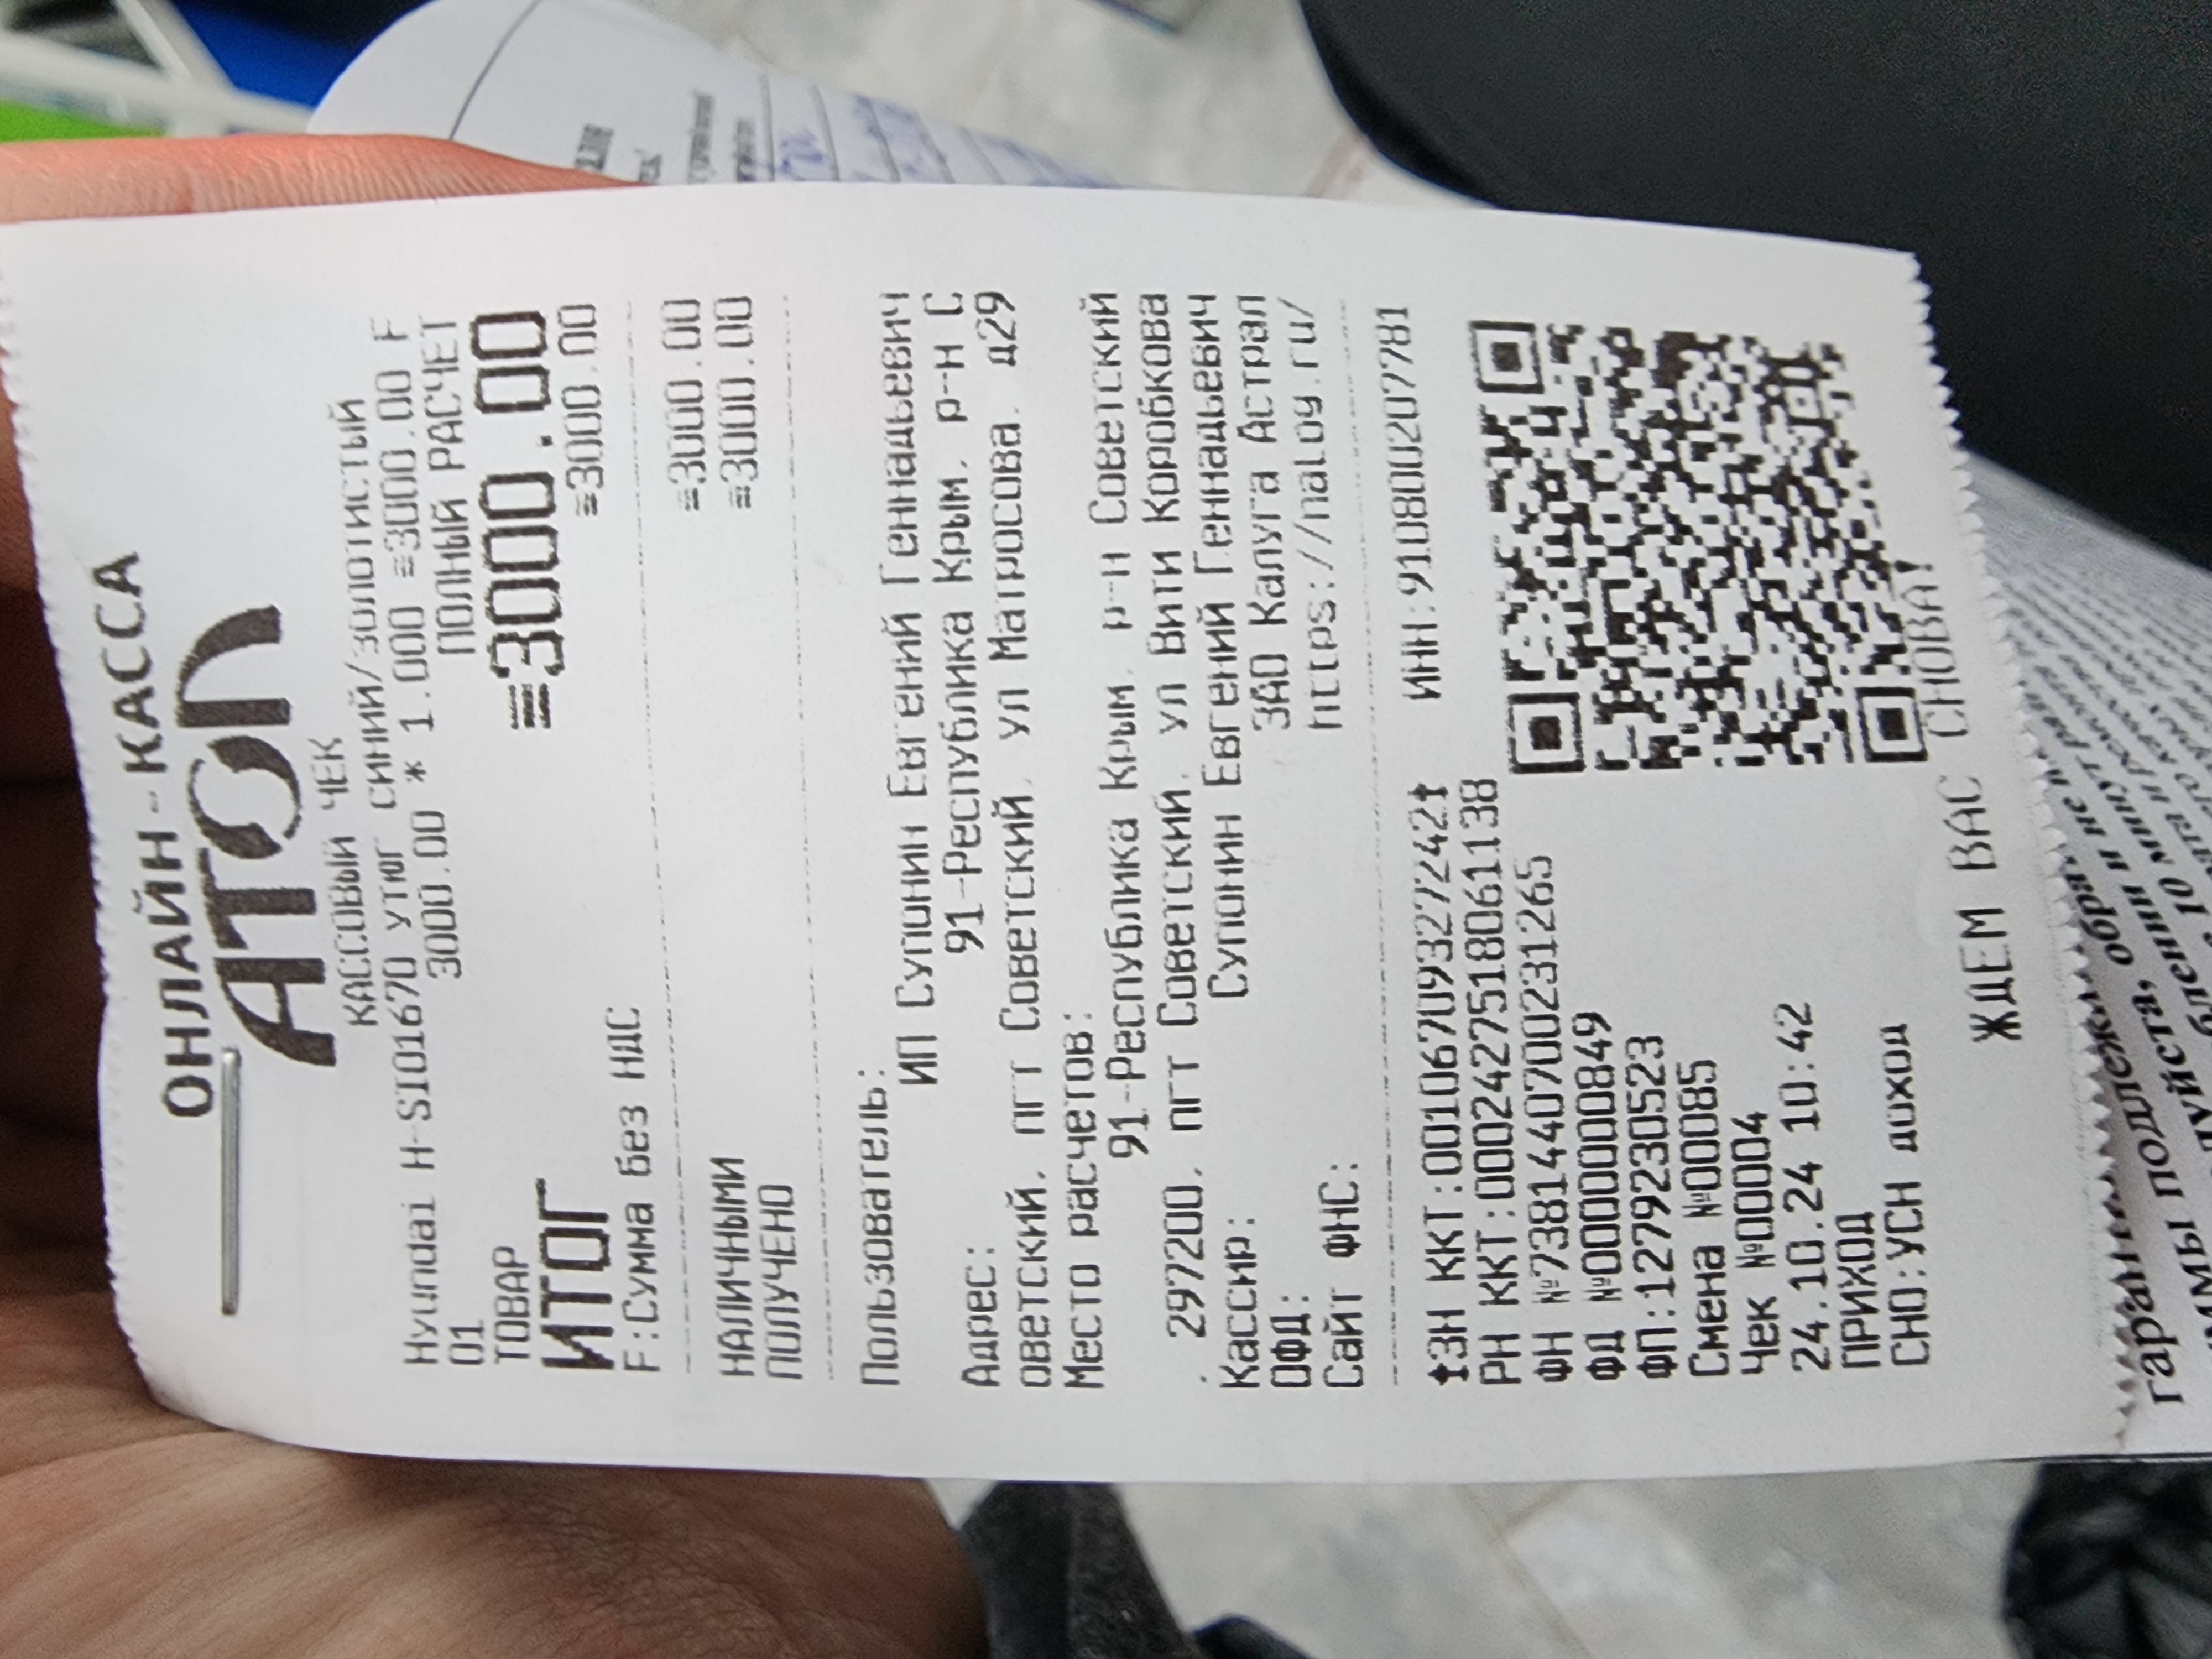 ОНЛАЙН-КАССА
АТОЛ
КАССОВЫЙ ЧЕК
Hyundai H-SI01670 УТЮГ СИНИЙ/ЗОЛОТИСТЫЙ
01 3000.00 * 1.000 ≡3000.00 F
ТОВАР ПОЛНЫЙ РАСЧЕТ
ИТОГ ≡3000.00
F:Сумма без НДС ≡3000.00
НАЛИЧНЫМИ ≡3000.00
ПОЛУЧЕНО ≡3000.00
Пользователь:
ИП Супонин Евгений Геннадьевич
Адрес: 91-Республика Крым, р-н С
оветский, пгт Советский, ул Матросова, д29
Место расчетов:
91-Республика Крым, р-н Советский
, 297200, пгт Советский, ул Вити Коробкова
Кассир: Супонин Евгений Геннадьевич
ОФД: ЗАО Калуга Астрал
Сайт ФНС: https://nalog.ru/
ЗН ККТ:00106709327242 ИНН:910800207781
РН ККТ:0002427518061138
ФН №7381440700231265
ФД №0000000849
ФП:1279230523
Смена №00085
Чек №00004
24.10.24 10:42
ПРИХОД
СНО:УСН доход
ЖДЕМ ВАС СНОВА!